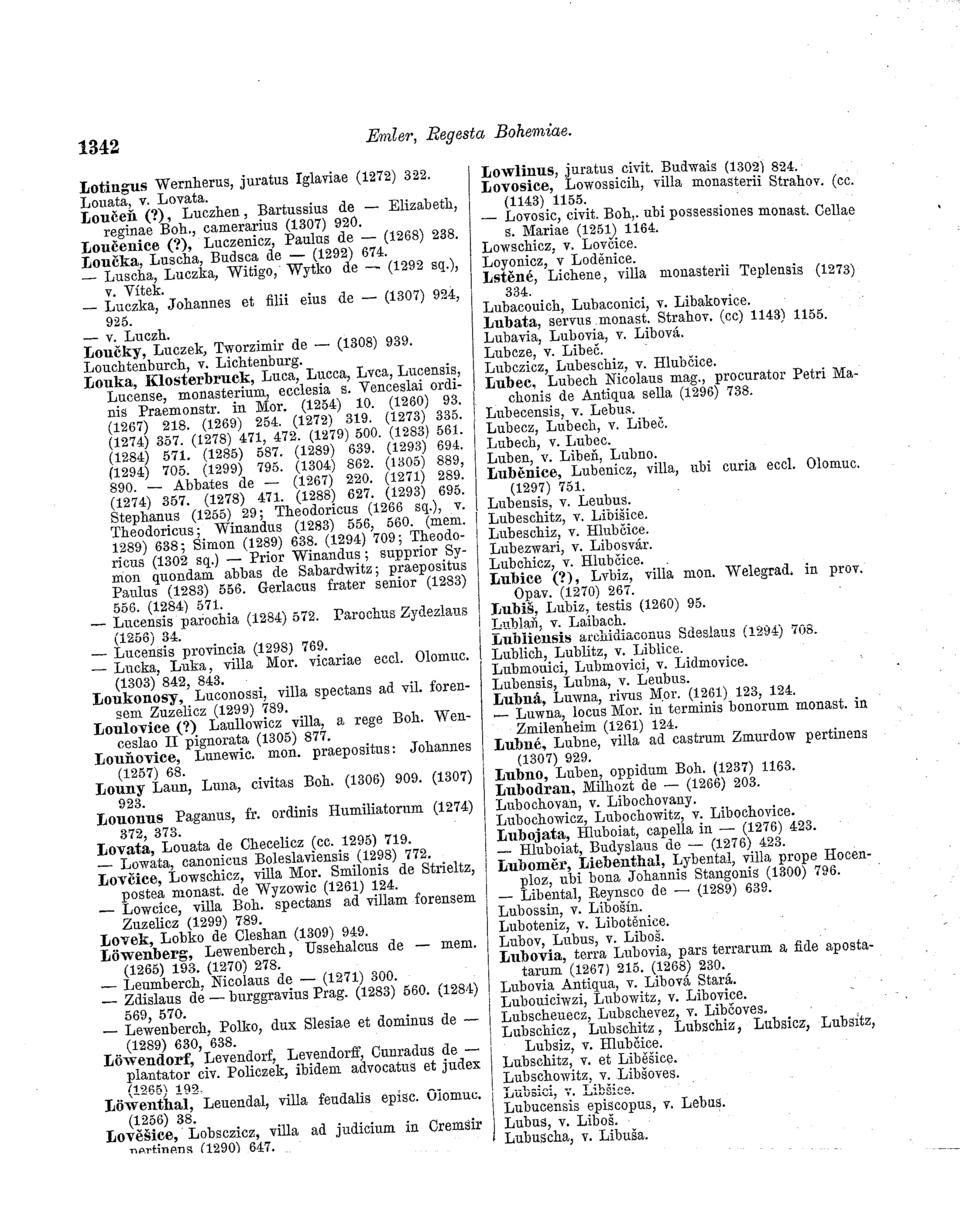 1342
Emler, Regesta Bohemiae.
Lotingus Wernherus, juratus Iglaviae (1272) 322.
Louata, v. Lovata.
Loučeň (?), Luczhen, Bartussius de — Elizabeth,
reginae Boh., camerarius (1307) 920.
Loučenice (?), Luczenicz, Paulus de — (1268) 238.
Loučka, Luscha, Budsca de — (1292) 674.
— Luscha, Luczka, Witigo, Wytko de — (1292 sq.),
v. Vítek.
— Luczka, Johannes et filii eius de — (1307) 924,
925.
— v. Luczh.
Loučky, Luczek, Tworzimir de — (1308) 939.
Louchtenburch, v. Lichtenburg.
Louka, Klosterbruck, Luca, Lucca, Lvca, Lucensis,
Lucense, monasterium, ecclesia s. Venceslai ordi-
nis Praemonstr. in Mor. (1254) 10. (1260) 93.
(1267) 218. (1269) 254. (1272) 319. (1273) 335.
(1274) 357. (1278) 471, 472. (1279) 500. (1283) 561.
(1284) 571. (1285) 587. (1289) 639. (1293) 694.
(1294) 705. (1299) 795. (1304) 862. (1305) 889,
890. — Abbates de — (1267) 220. (1271) 289.
(1274) 357. (1278) 471. (1288) 627. (1293) 695.
Stephanus (1255) 29; Theodoricus (1266 sq.), v.
Theodoricus; Winandus (1283) 556, 560. (mem.
1289) 638; Simon (1289) 638. (1294) 709; Theodo-
ricus (1302 sq.) — Prior Winandus; supprior Sy-
mon quondam abbas de Sabardwitz; praepositus
Paulus (1283) 556. Gerlacus frater senior (1283)
556. (1284) 571.
— Lucensis parochia (1284) 572. Parochus Zydezlaus
(1256) 34.
— Lucensis provincia (1298) 769.
— Lucka, Luka, villa Mor. vicariae eccl. Olomuc.
(1303) 842, 843.
Loukonosy, Luconossi, villa spectans ad vil. foren-
sem Zuzelicz (1299) 789.
Loulovice (?) Laullowicz villa, a rege Boh. Wen-
ceslao II pignorata (1305) 877.
Louňovice, Lunewic. mon. praepositus: Johannes
(1257) 68.
Louny Laun, Luna, civitas Boh. (1306) 909. (1307)
923.
Louonus Paganus, fr. ordinis Humiliatorum (1274)
372, 373.
Lovata, Louata de Checelicz (cc. 1295) 719.
— Lowata, canonicus Boleslaviensis (1298) 772.
Lovčice, Lowschicz, villa Mor. Smilonis de Strieltz,
postea monast. de Wyzowic (1261) 124.
— Lowcice, villa Boh. spectans ad villam forensem
Zuzelicz (1299) 789.
Lovek, Lobko de Cleshan (1309) 949.
Löwenberg, Lewenberch, Ussehalcus de — mem.
(1265) 193. (1270) 278.
— Leumberch, Nicolaus de — (1271) 300.
— Zdislaus de — burggravius Prag. (1283) 560. (1284)
569, 570.
— Lewenberch, Polko, dux Slesiae et dominus de —
(1289) 630, 638.
Löwendorf, Levendorf, Levendorff, Cunradus de —
plantator civ. Policzek, ibidem advocatus et judex
(1265) 192.
Löwenthal, Leuendal, villa feudalis episc. Olomuc.
(1256) 38.
Lověšice, Lobsczicz, villa ad judicium in Cremsir
pertinens (1290) 647.
Lowlinus, juratus civit. Budwais (1302) 824.
Lovosice, Lowossicih, villa monasterii Strahov. (cc.
(1143) 1155.
— Lovosic, civit. Boh,. ubi possessiones monast. Cellae
s. Mariae (1251) 1164.
Lowschicz, v. Lovčice.
Loyonicz, v Loděnice.
Lstěné, Lichene, villa monasterii Teplensis (1273)
334.
Lubacouich, Lubaconici, v. Libakovice.
Lubata, servus monast. Strahov. (cc) 1143) 1155.
Lubavia, Lubovia, v. Libová.
Lubcze, v. Libeč.
Lubczicz, Lubeschiz, v. Hlubčice.
Lubec, Lubech Nicolaus mag., procurator Petri Ma-
chonis de Antiqua sella (1296) 738.
Lubecensis, v. Lebus.
Lubecz, Lubech, v. Libeč.
Lubech, v. Lubec.
Luben, v. Libeň, Lubno.
Luběnice, Lubenicz, villa, ubi curia eccl. Olomuc.
(1297) 751.
Lubensis, v. Leubus.
Lubeschitz, v. Libišice.
Lubeschiz, v. Hlubčice.
Lubezwari, v. Libosvár.
Lubchicz, v. Hlubčice.
Lubice (?), Lvbiz, villa mon. Welegrad. in prov.
Opav. (1270) 267.
Lubiš, Lubiz, testis (1260) 95.
Lublaň, v. Laibach.
Lubliensis archidiaconus Sdeslaus (1294) 708.
Lublich, Lublitz, v. Liblice.
Lubmouici, Lubmovici, v. Lidmovice.
Lubensis, Lubna, v. Leubus.
Lubná, Luwna, rivus Mor. (1261) 123, 124.
— Luwna, locus Mor. in terminis bonorum monast. in
Zmilenheim (1261) 124.
Lubné, Lubne, villa ad castrum Zmurdow pertinens
(1307) 929.
Lubno, Luben, oppidum Boh. (1237) 1163.
Lubodran, Milhozt de — (1266) 203.
Lubochovan, v. Libochovany.
Lubochowicz, Lubochowitz, v. Libochovice.
Lubojata, Hluboiat, capella in — (1276) 423.
— Hluboiat, Budyslaus de — (1276) 423.
Lubomĕr, Liebenthal, Lybental, villa prope Hocen-
ploz, ubi bona Johannis Stangonis (1300) 796.
— Libental, Reynsco de — (1289) 639.
Lubossin, v. Libošín.
Luboteniz, v. Libotěnice.
Lubov, Lubus, v. Liboš.
Lubovia, terra Lubovia, pars terrarum a fide aposta-
tarum (1267) 215. (1268) 230.
Lubovia Antiqua, v. Libová Stará.
Lubouiciwzi, Lubowitz, v. Libovice.
Lubscheuecz, Lubschevez, v. Libčoves.
Lubschicz, Lubschitz, Lubschiz, Lubsicz, Lubsitz,
Lubsiz, v. Hlubčice.
Lubschitz, v. et Liběšice.
Lubschowitz, v. Libšoves.
Lubsici, v. Libšice.
Lubucensis episcopus, v. Lebus.
Lubus, v. Liboš.
Lubuscha, v. Libuša.